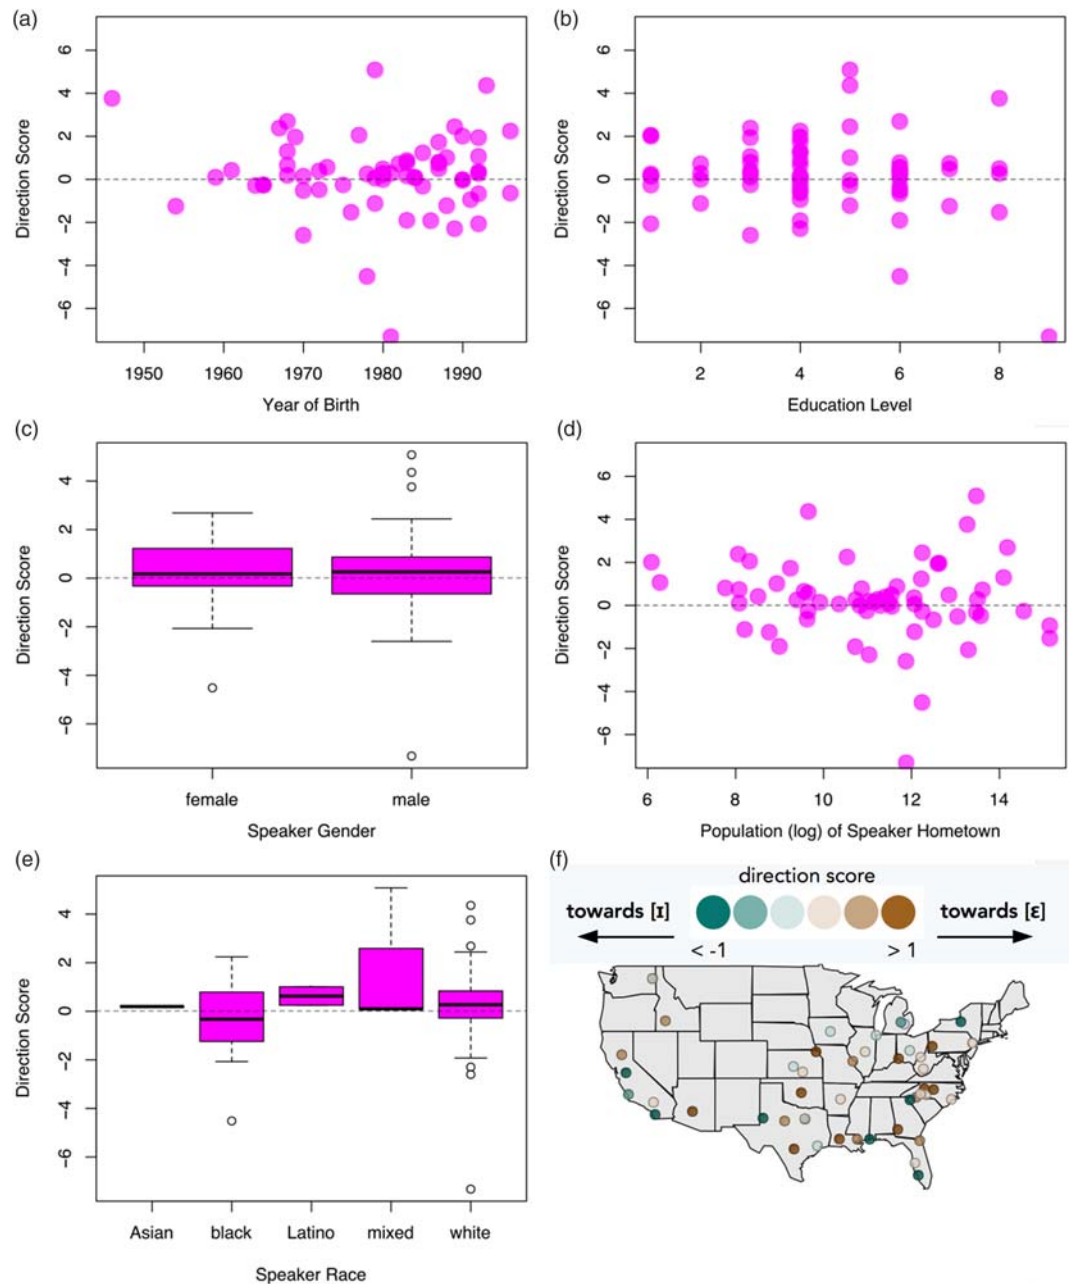 (a)
6
4
2
0
−2
−4
−6
Direction Score
1950 1960 1970 1980 1990
Year of Birth
(b)
6
4
2
0
−2
−4
−6
Direction Score
2 4 6 8
Education Level
(c)
4
2
0
−2
−4
−6
Direction Score
female male
Speaker Gender
(d)
6
4
2
0
−2
−4
−6
Direction Score
6 8 10 12 14
Population (log) of Speaker Hometown
(e)
4
2
0
−2
−4
−6
Direction Score
Asian black Latino mixed white
Speaker Race
(f)
direction score
towards [ɪ] towards [ɛ]
< -1 > 1